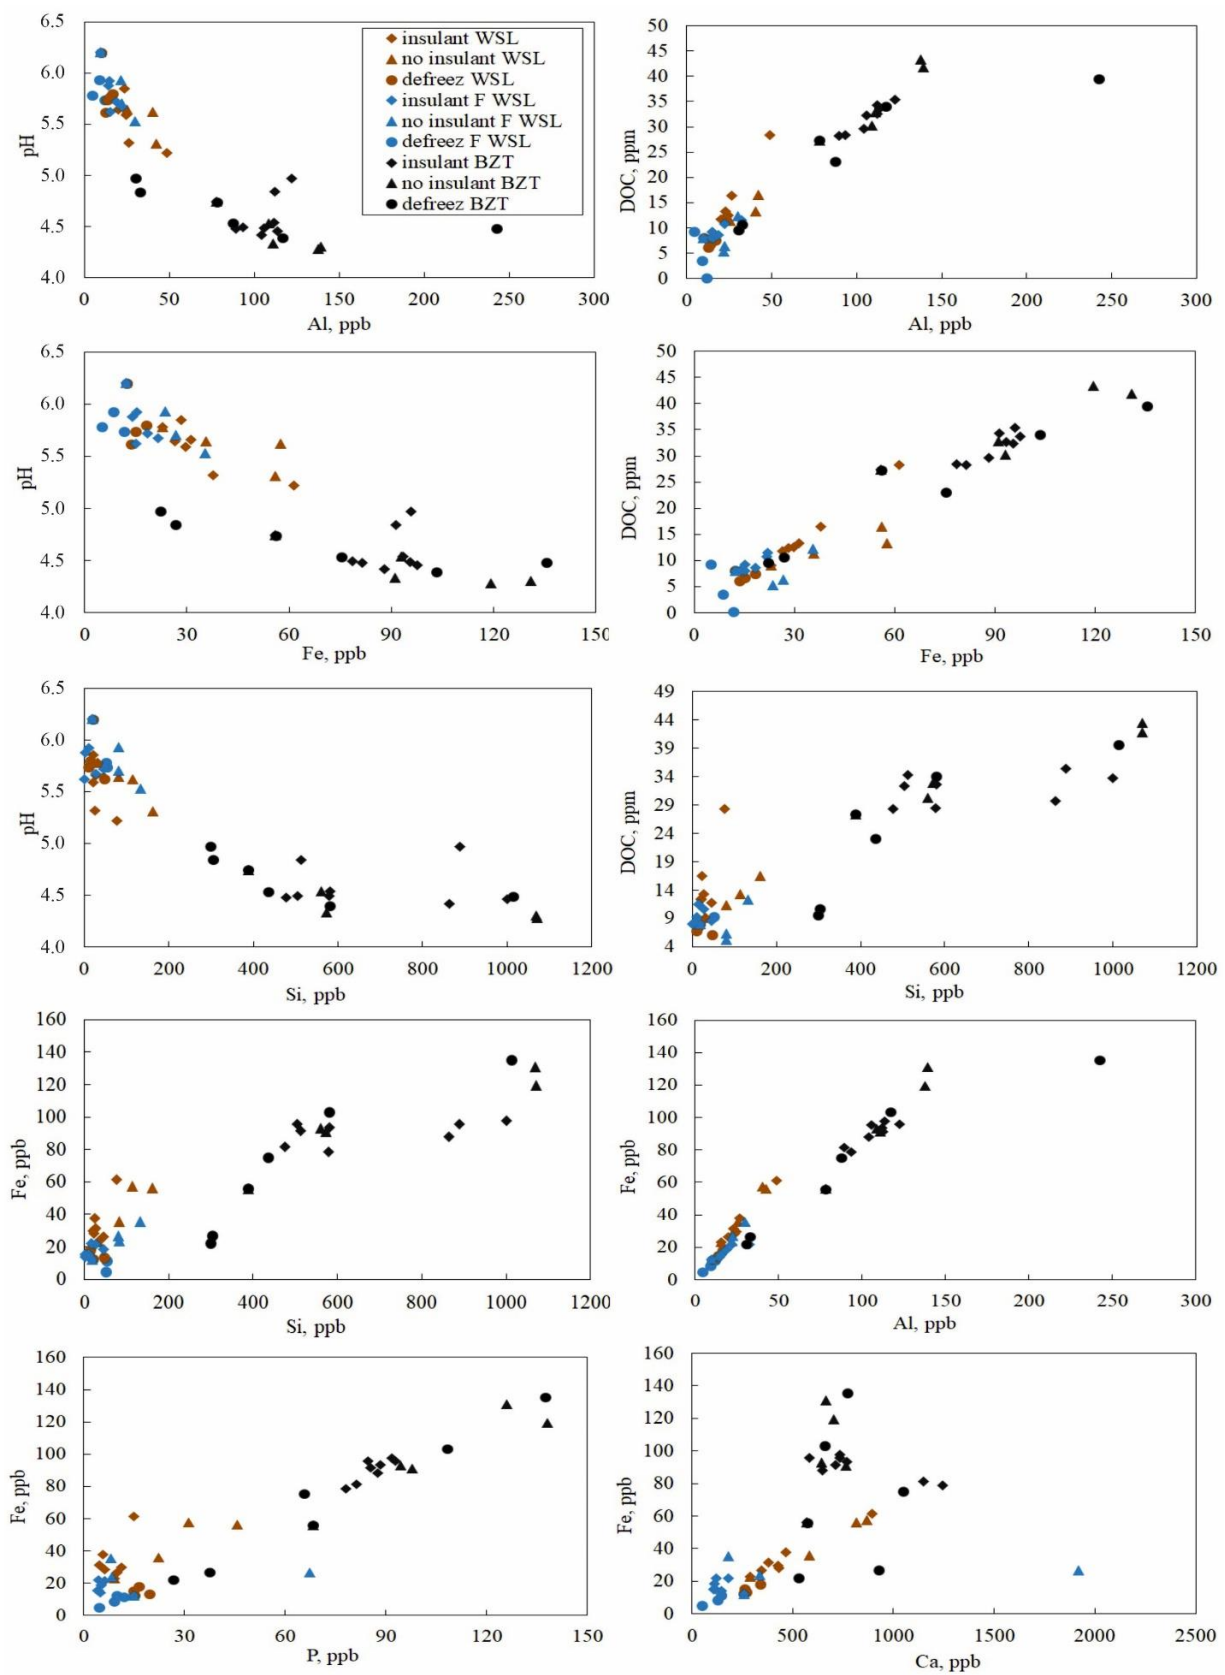 6.5
6.0
5.5
5.0
4.5
4.0
pH
0 50 100 150 200 250 300
Al, ppb
insulant WSL
no insulant WSL
defreez WSL
insulant F WSL
no insulant F WSL
defreez F WSL
insulant BZT
no insulant BZT
defreez BZT
50
45
40
35
30
25
20
15
10
5
0
DOC, ppm
0 50 100 150 200 250 300
Al, ppb
6.5
6.0
5.5
5.0
4.5
4.0
pH
0 30 60 90 120 150
Fe, ppb
50
45
40
35
30
25
20
15
10
5
0
DOC, ppm
0 30 60 90 120 150
Fe, ppb
6.5
6.0
5.5
5.0
4.5
4.0
pH
0 200 400 600 800 1000 1200
Si, ppb
49
44
39
34
29
24
19
14
9
4
DOC, ppm
0 200 400 600 800 1000 1200
Si, ppb
160
140
120
100
80
60
40
20
0
Fe, ppb
0 200 400 600 800 1000 1200
Si, ppb
160
140
120
100
80
60
40
20
0
Fe, ppb
0 50 100 150 200 250 300
Al, ppb
160
140
120
100
80
60
40
20
0
Fe, ppb
0 30 60 90 120 150
P, ppb
160
140
120
100
80
60
40
20
0
Fe, ppb
0 500 1000 1500 2000 2500
Ca, ppb